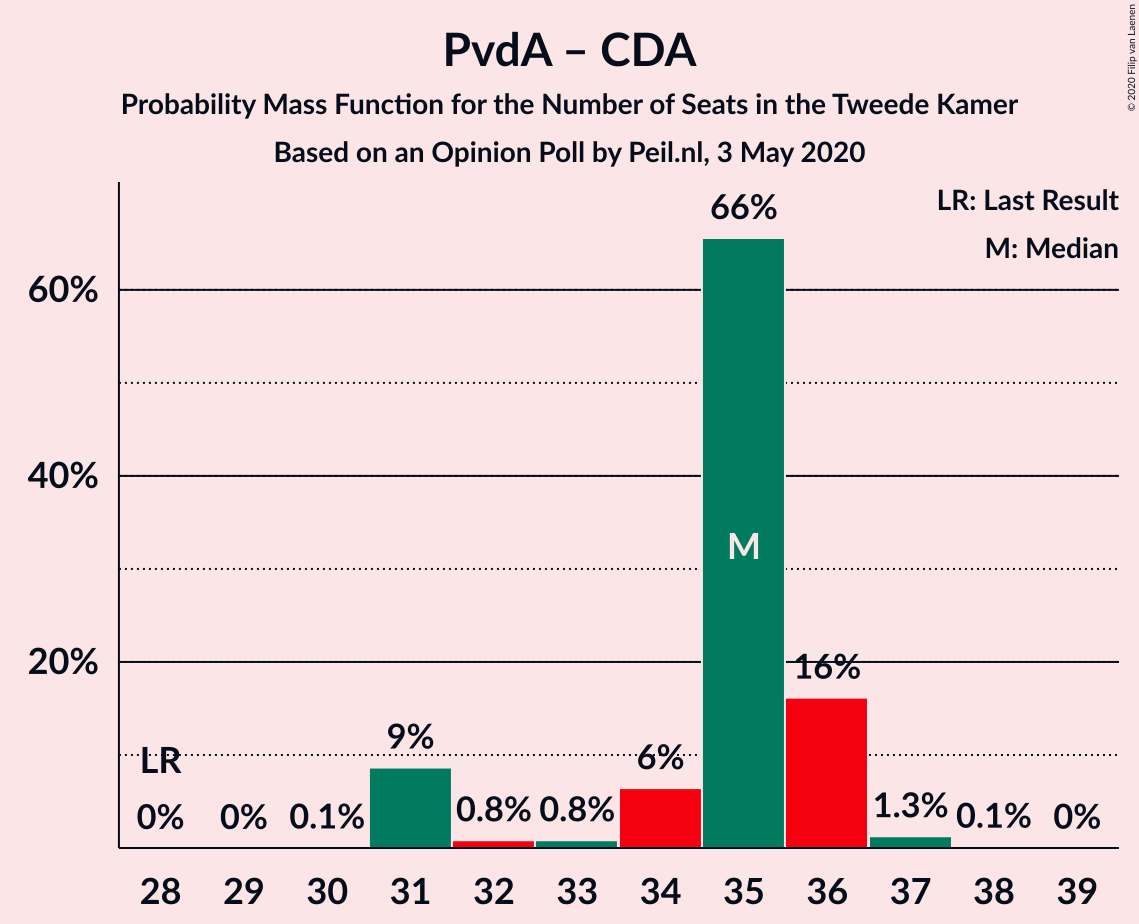 PvdA – CDA
Probability Mass Function for the Number of Seats in the Tweede Kamer
Based on an Opinion Poll by Peil.nl, 3 May 2020
© 2020 Filip van Laenen
LR: Last Result
M: Median
60%
40%
20%
LR
0% 0% 0.1% 9% 0.8% 0.8% 6% 66% 16% 1.3% 0.1% 0%
M
28 29 30 31 32 33 34 35 36 37 38 39